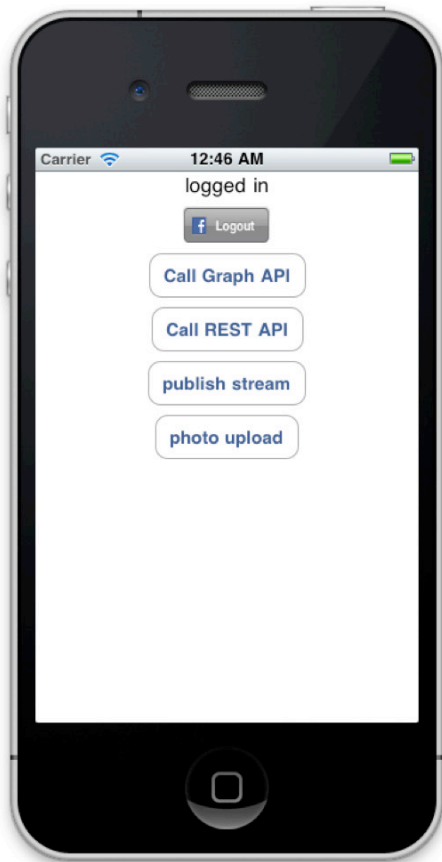 Carrier 12:46 AM
logged in
f Logout
Call Graph API
Call REST API
publish stream
photo upload